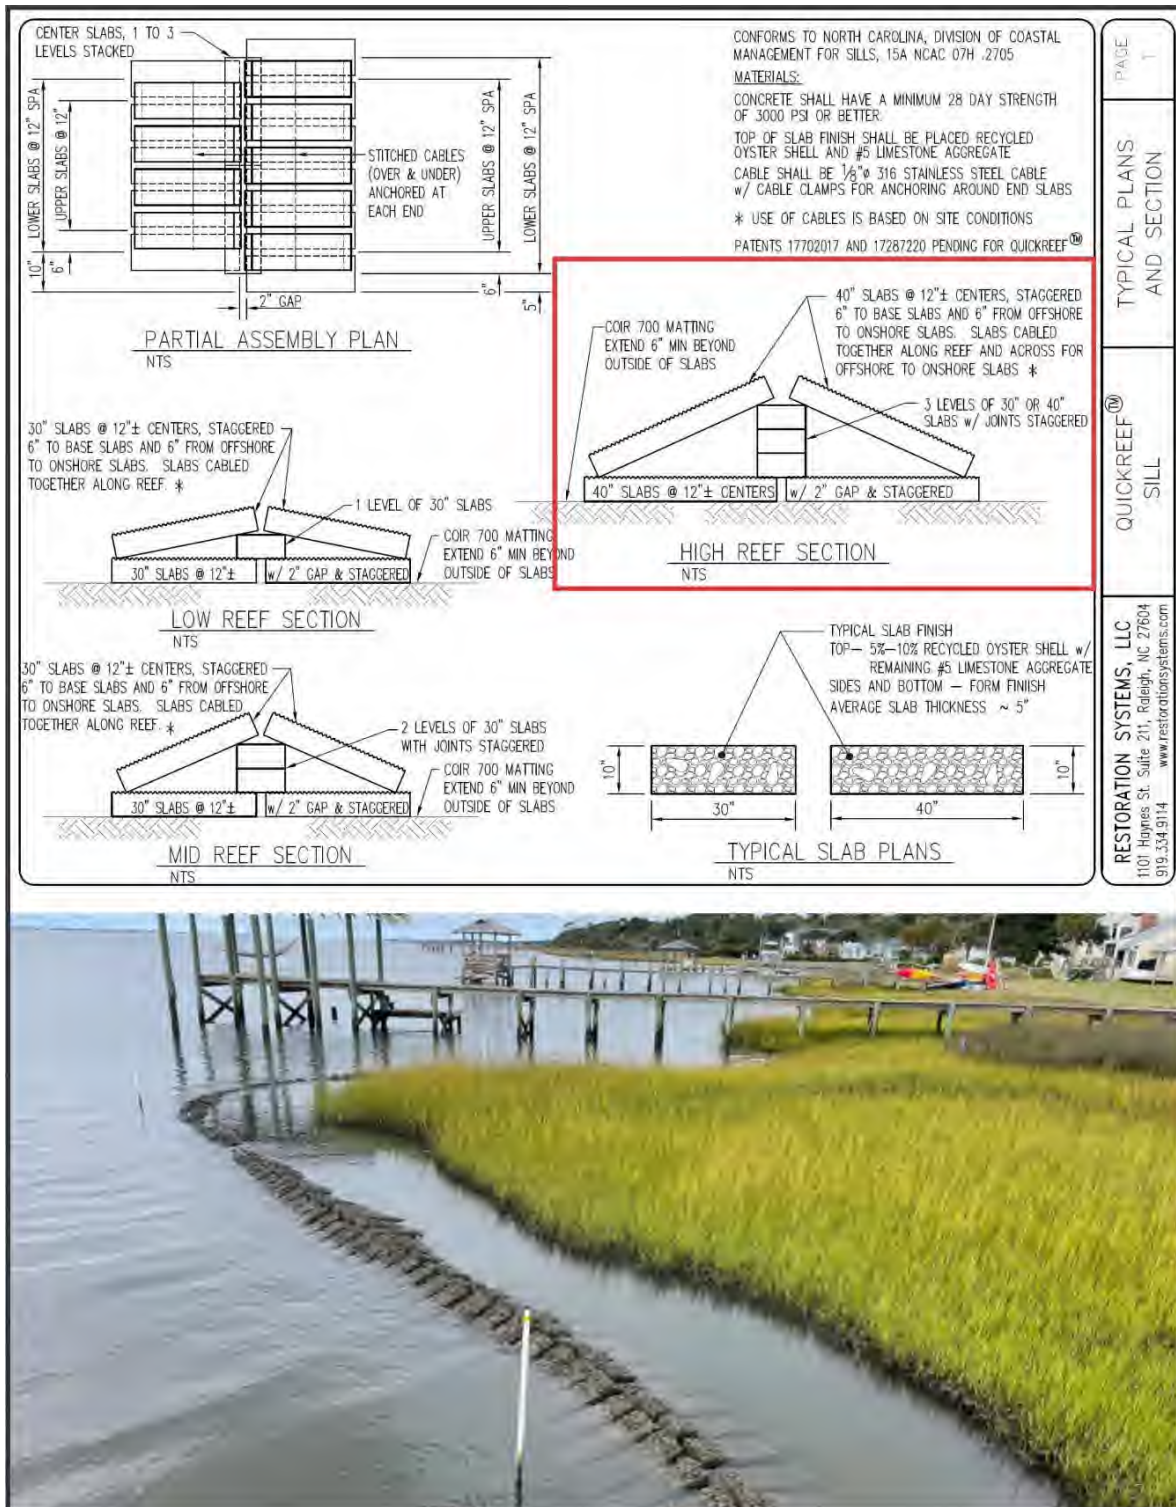 CENTER SLABS, 1 TO 3
LEVELS STACKED
LOWER SLABS @ 12" SPA
UPPER SLABS @ 12"
10"
6"
STITCHED CABLES
(OVER & UNDER)
ANCHORED AT
EACH END
UPPER SLABS @ 12" SPA
LOWER SLABS @ 12" SPA
6"
5"
2" GAP
PARTIAL ASSEMBLY PLAN
NTS
CONFORMS TO NORTH CAROLINA, DIVISION OF COASTAL
MANAGEMENT FOR SILLS, 15A NCAC 07H .2705
MATERIALS:
CONCRETE SHALL HAVE A MINIMUM 28 DAY STRENGTH
OF 3000 PSI OR BETTER
TOP OF SLAB FINISH SHALL BE PLACED RECYCLED
OYSTER SHELL AND #5 LIMESTONE AGGREGATE
CABLE SHALL BE 1/8"ø 316 STAINLESS STEEL CABLE
w/ CABLE CLAMPS FOR ANCHORING AROUND END SLABS
* USE OF CABLES IS BASED ON SITE CONDITIONS
PATENTS 17702017 AND 17287220 PENDING FOR QUICKREEF ™
COIR 700 MATTING
EXTEND 6" MIN BEYOND
OUTSIDE OF SLABS
40" SLABS @ 12"± CENTERS, STAGGERED
6" TO BASE SLABS AND 6" FROM OFFSHORE
TO ONSHORE SLABS. SLABS CABLED
TOGETHER ALONG REEF AND ACROSS FOR
OFFSHORE TO ONSHORE SLABS *
3 LEVELS OF 30" OR 40"
SLABS w/ JOINTS STAGGERED
40" SLABS @ 12"± CENTERS
w/ 2" GAP & STAGGERED
HIGH REEF SECTION
NTS
30" SLABS @ 12"± CENTERS, STAGGERED
6" TO BASE SLABS AND 6" FROM OFFSHORE
TO ONSHORE SLABS. SLABS CABLED
TOGETHER ALONG REEF. *
1 LEVEL OF 30" SLABS
COIR 700 MATTING
EXTEND 6" MIN BEYOND
OUTSIDE OF SLABS
30" SLABS @ 12"±
w/ 2" GAP & STAGGERED
LOW REEF SECTION
NTS
30" SLABS @ 12"± CENTERS, STAGGERED
6" TO BASE SLABS AND 6" FROM OFFSHORE
TO ONSHORE SLABS. SLABS CABLED
TOGETHER ALONG REEF. *
2 LEVELS OF 30" SLABS
WITH JOINTS STAGGERED
COIR 700 MATTING
EXTEND 6" MIN BEYOND
OUTSIDE OF SLABS
30" SLABS @ 12"±
w/ 2" GAP & STAGGERED
MID REEF SECTION
NTS
TYPICAL SLAB FINISH
TOP— 5%—10% RECYCLED OYSTER SHELL w/
REMAINING #5 LIMESTONE AGGREGATE
SIDES AND BOTTOM — FORM FINIISH
AVERAGE SLAB THICKNESS ~ 5"
10"
30"
40"
10"
TYPICAL SLAB PLANS
NTS
PAGE
1
TYPICAL PLANS
AND SECTION
QUICKREEF ™
SILL
RESTORATION SYSTEMS, LLC
1101 Haynes St. Suite 211, Raleigh, NC 27604
919.334.9114 www.restorationsystems.com